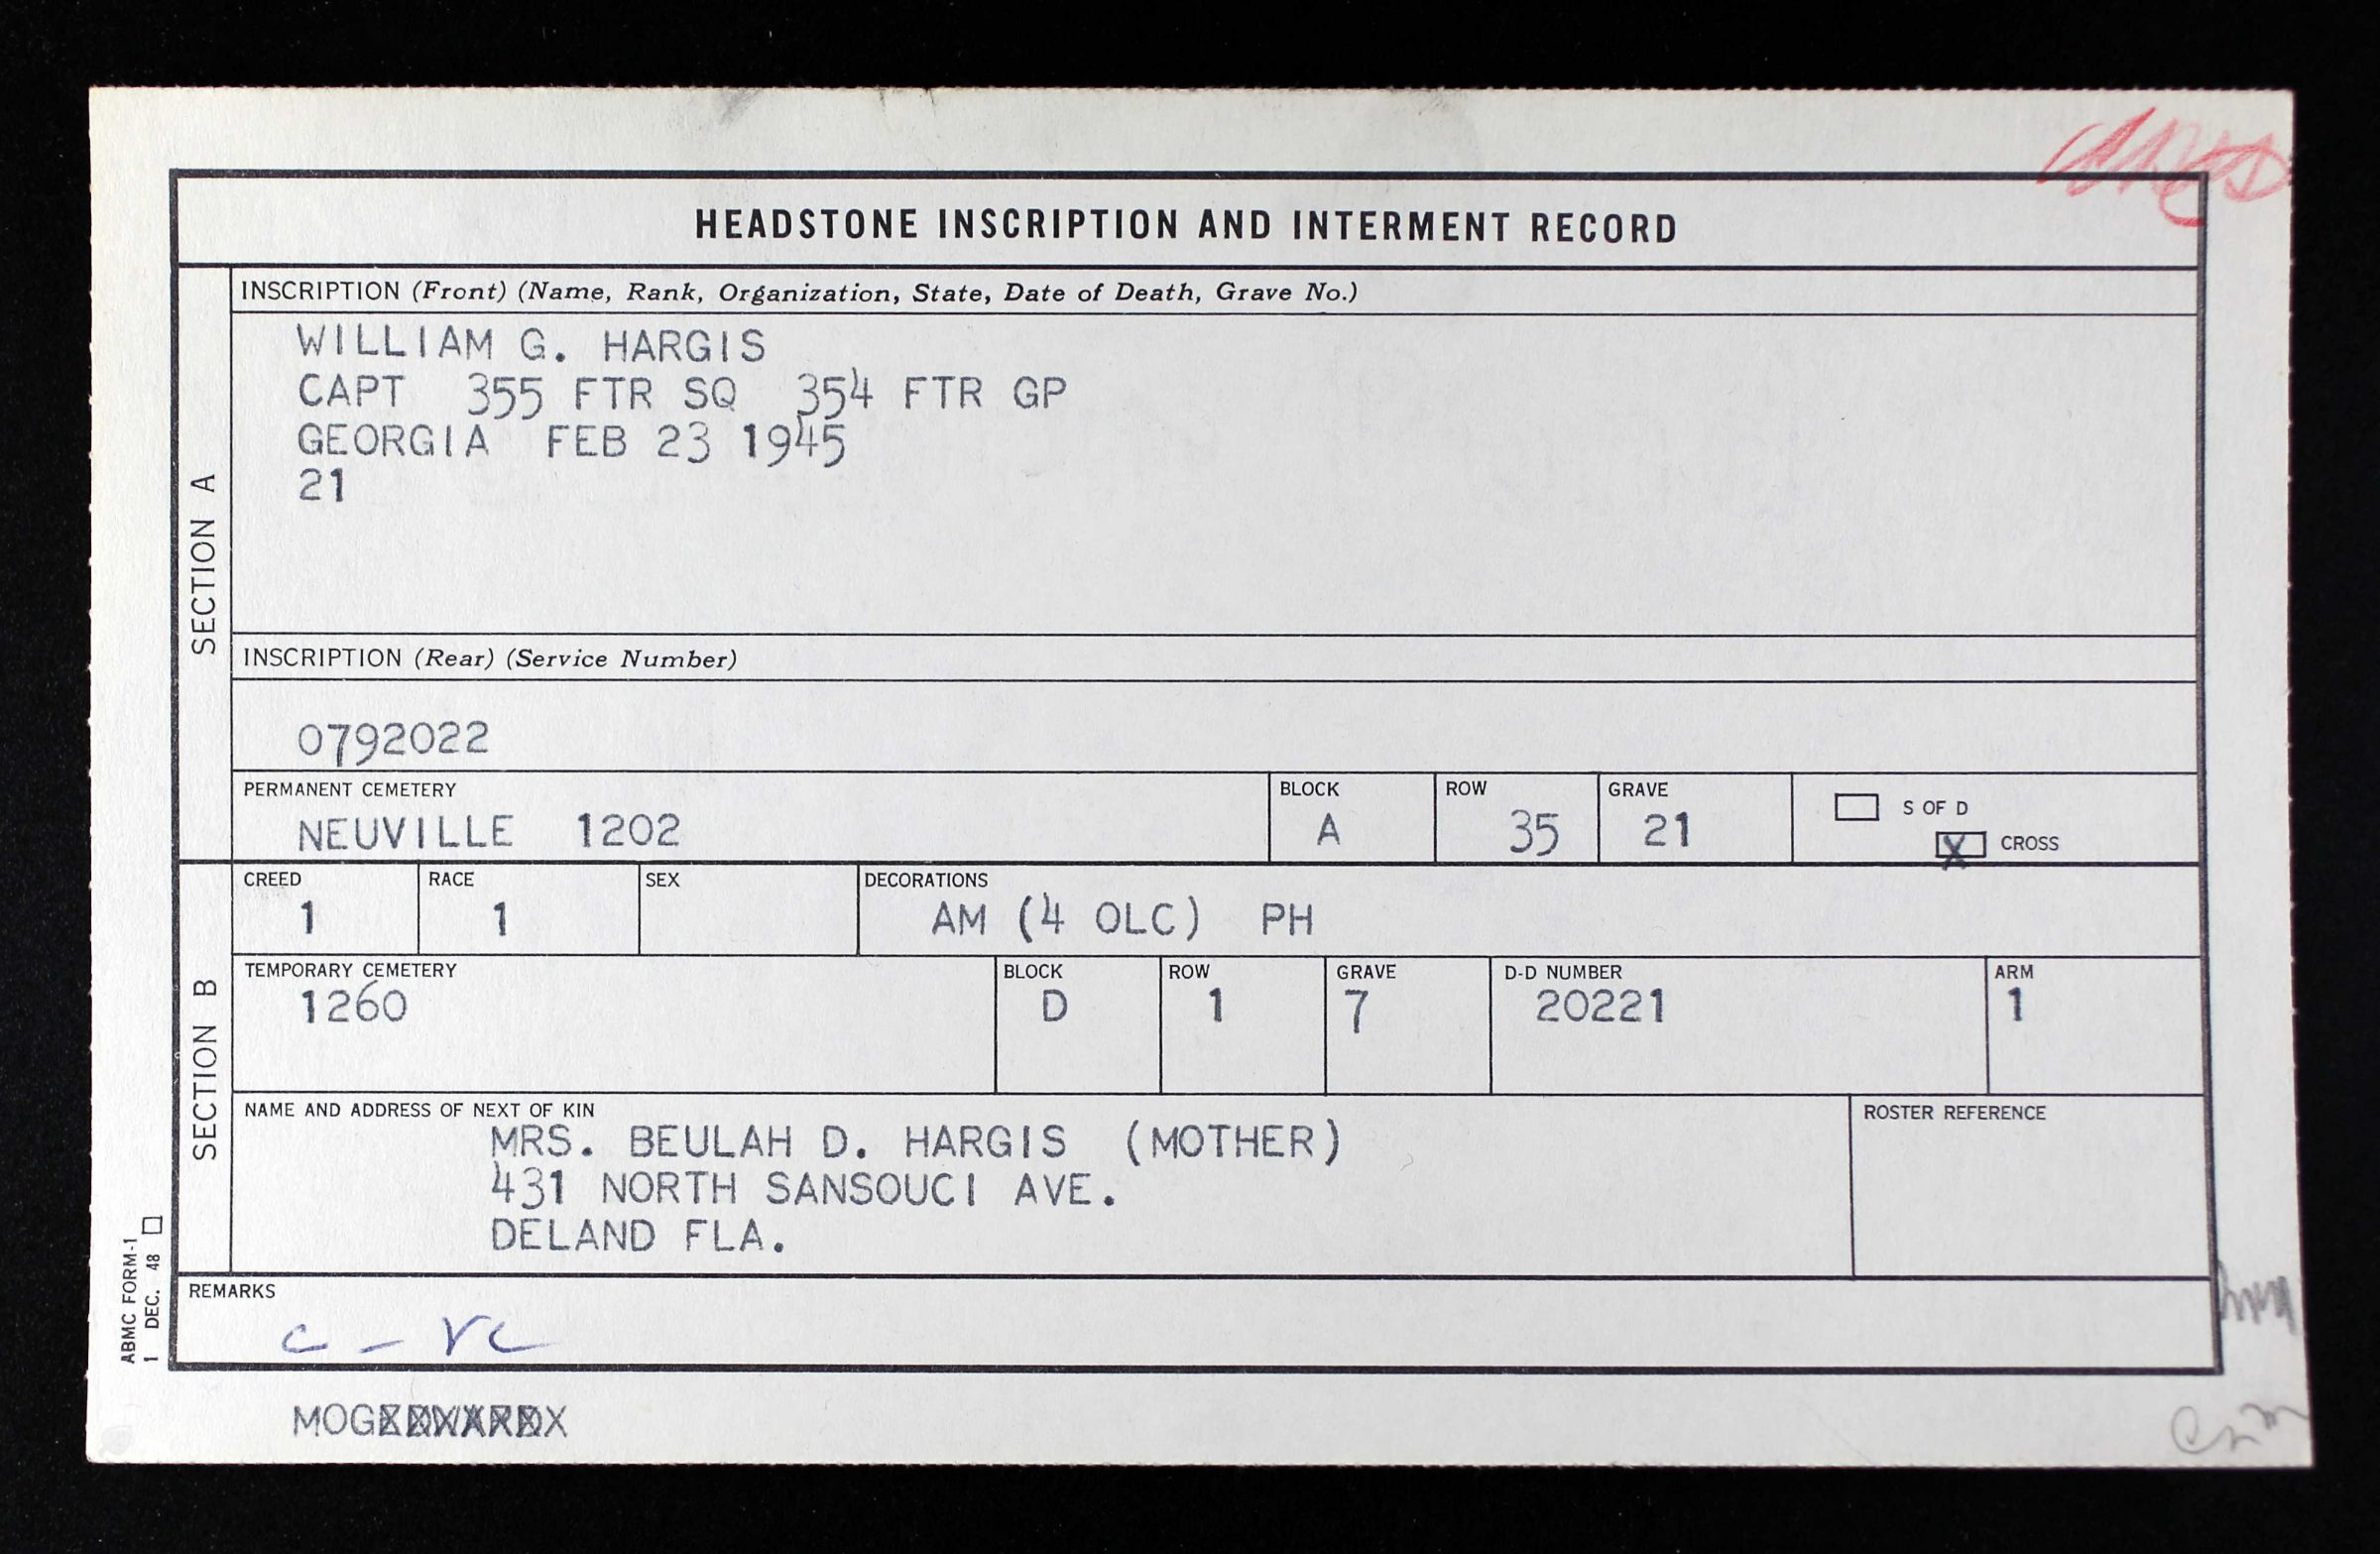 HEADSTONE INSCRIPTION AND INTERMENT RECORD
SECTION A
INSCRIPTION (Front) (Name, Rank, Organization, State, Date of Death, Grave No.)
WILLIAM G. HARGIS
CAPT 355 FTR SQ 354 FTR GP
GEORGIA FEB 23 1945
21
INSCRIPTION (Rear) (Service Number)
0792022
PERMANENT CEMETERY BLOCK ROW GRAVE
NEUVILLE 1202 A 35 21
S OF D
X CROSS
SECTION B
CREED RACE SEX DECORATIONS
1 1 AM (4 OLC) PH
TEMPORARY CEMETERY BLOCK ROW GRAVE D-D NUMBER ARM
1260 D 1 7 20221 1
NAME AND ADDRESS OF NEXT OF KIN ROSTER REFERENCE
MRS. BEULAH D. HARGIS (MOTHER)
431 NORTH SANSOUCI AVE.
DELAND FLA.
REMARKS
ABMC FORM-1
1 DEC. 48